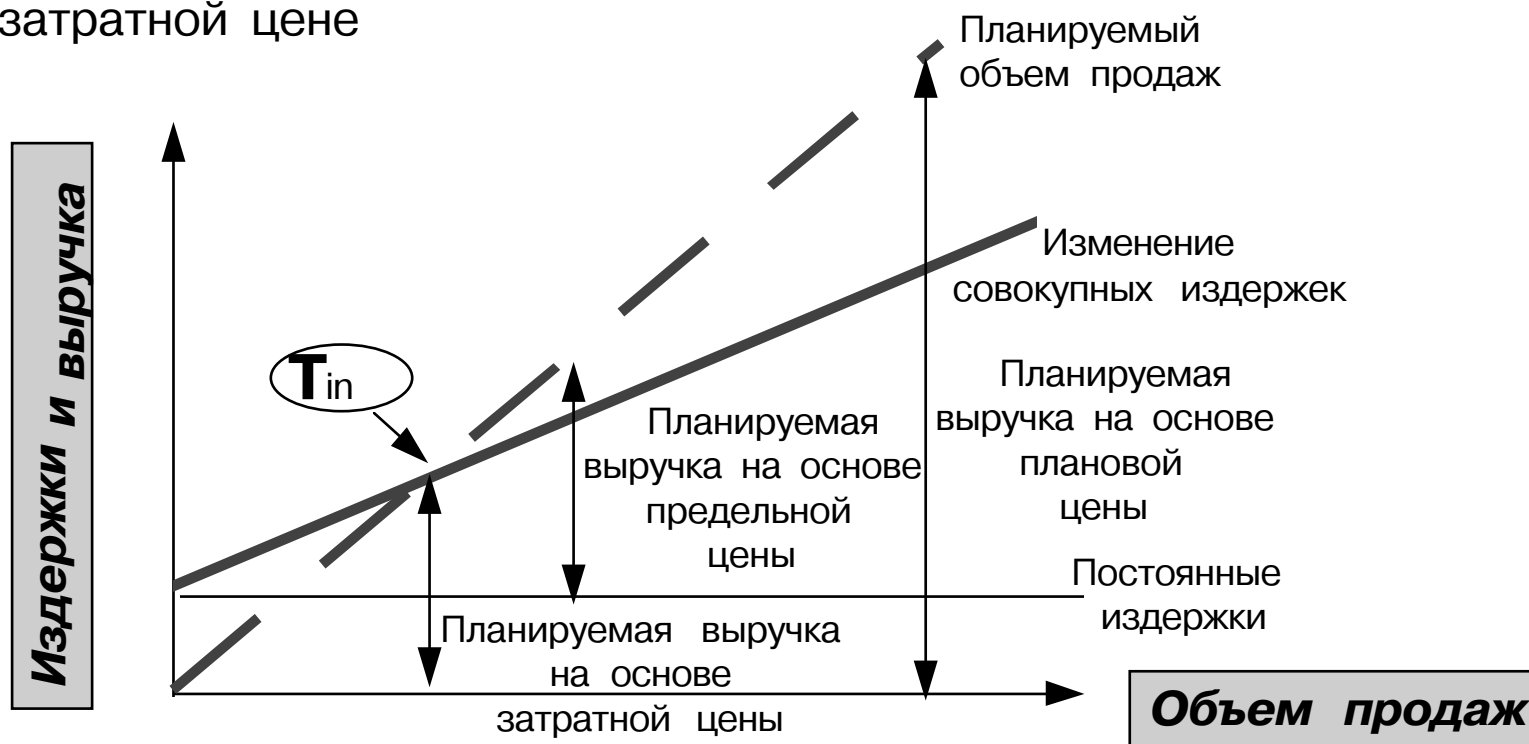 затратной цене
Планируемый
объем продаж
Издержки и выручка
Изменение
совокупных издержек
Tin
Планируемая
выручка на основе
предельной
цены
Планируемая
выручка на основе
плановой
цены
Постоянные
издержки
Планируемая выручка
на основе
затратной цены
Объем продаж